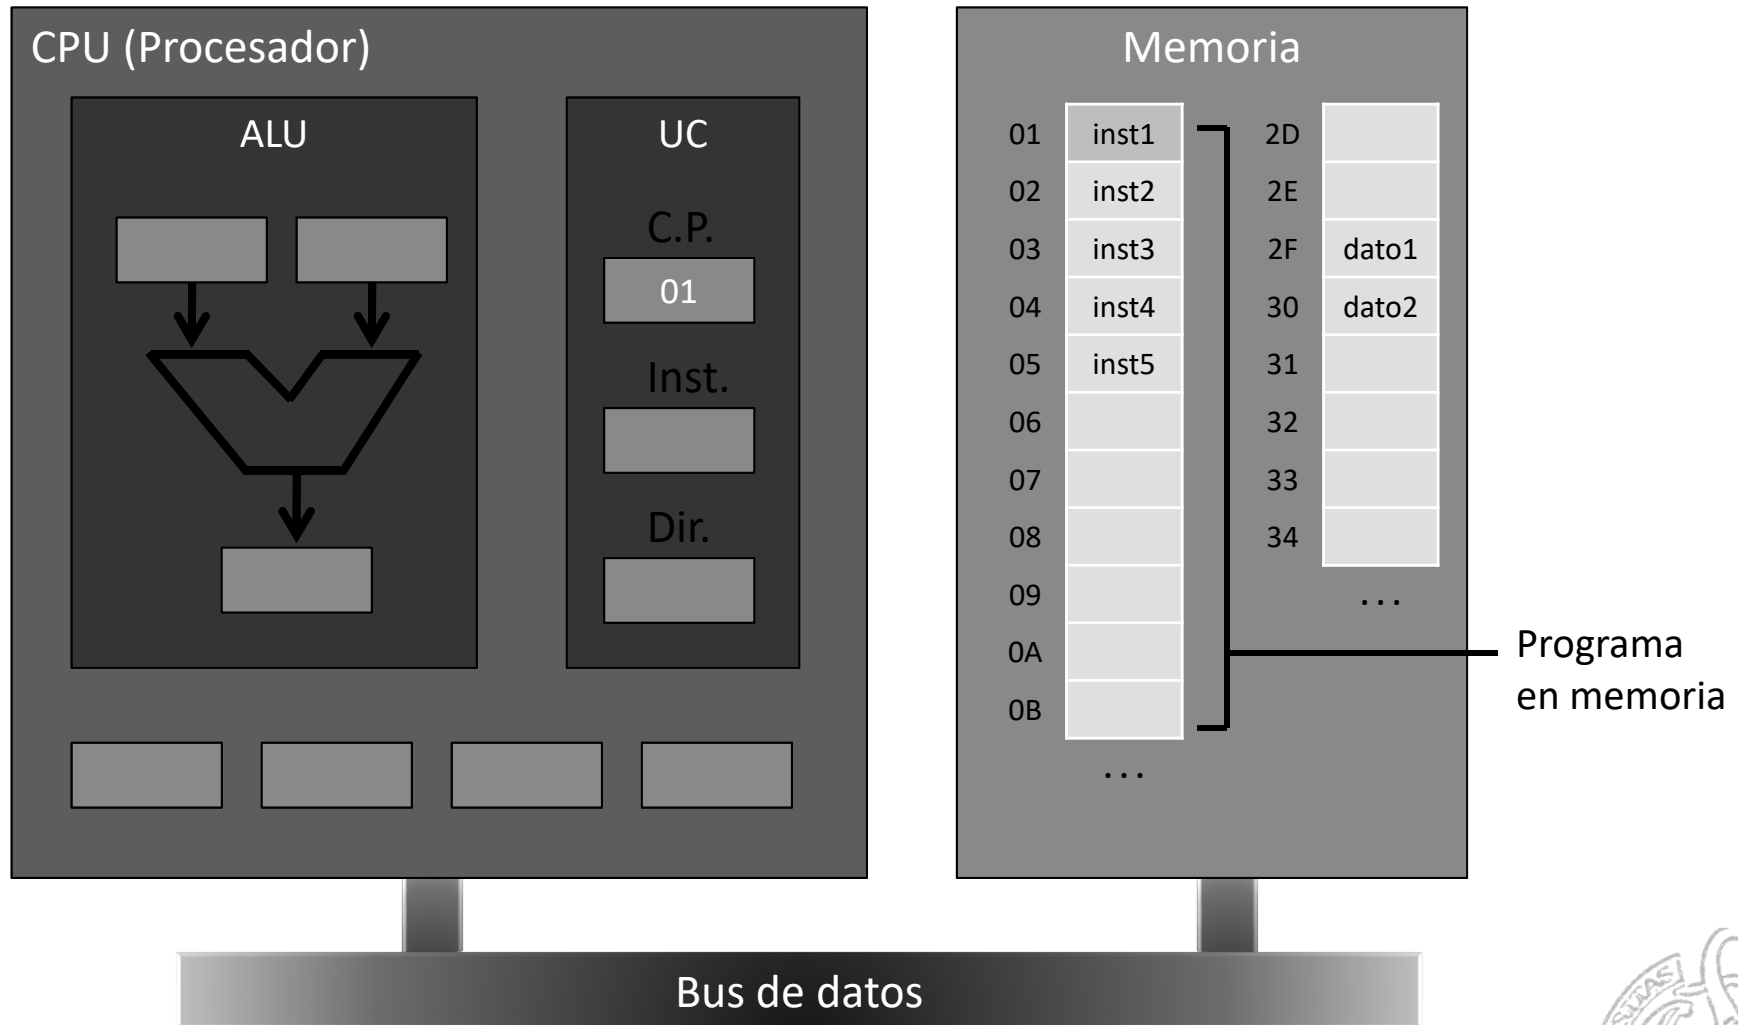 CPU (Procesador)
ALU
UC
C.P.
01
Inst.
Dir.
Memoria
01 inst1
02 inst2
03 inst3
04 inst4
05 inst5
06
07
08
09
0A
0B
...
2D
2E
2F dato1
30 dato2
31
32
33
34
...
Programa
en memoria
Bus de datos